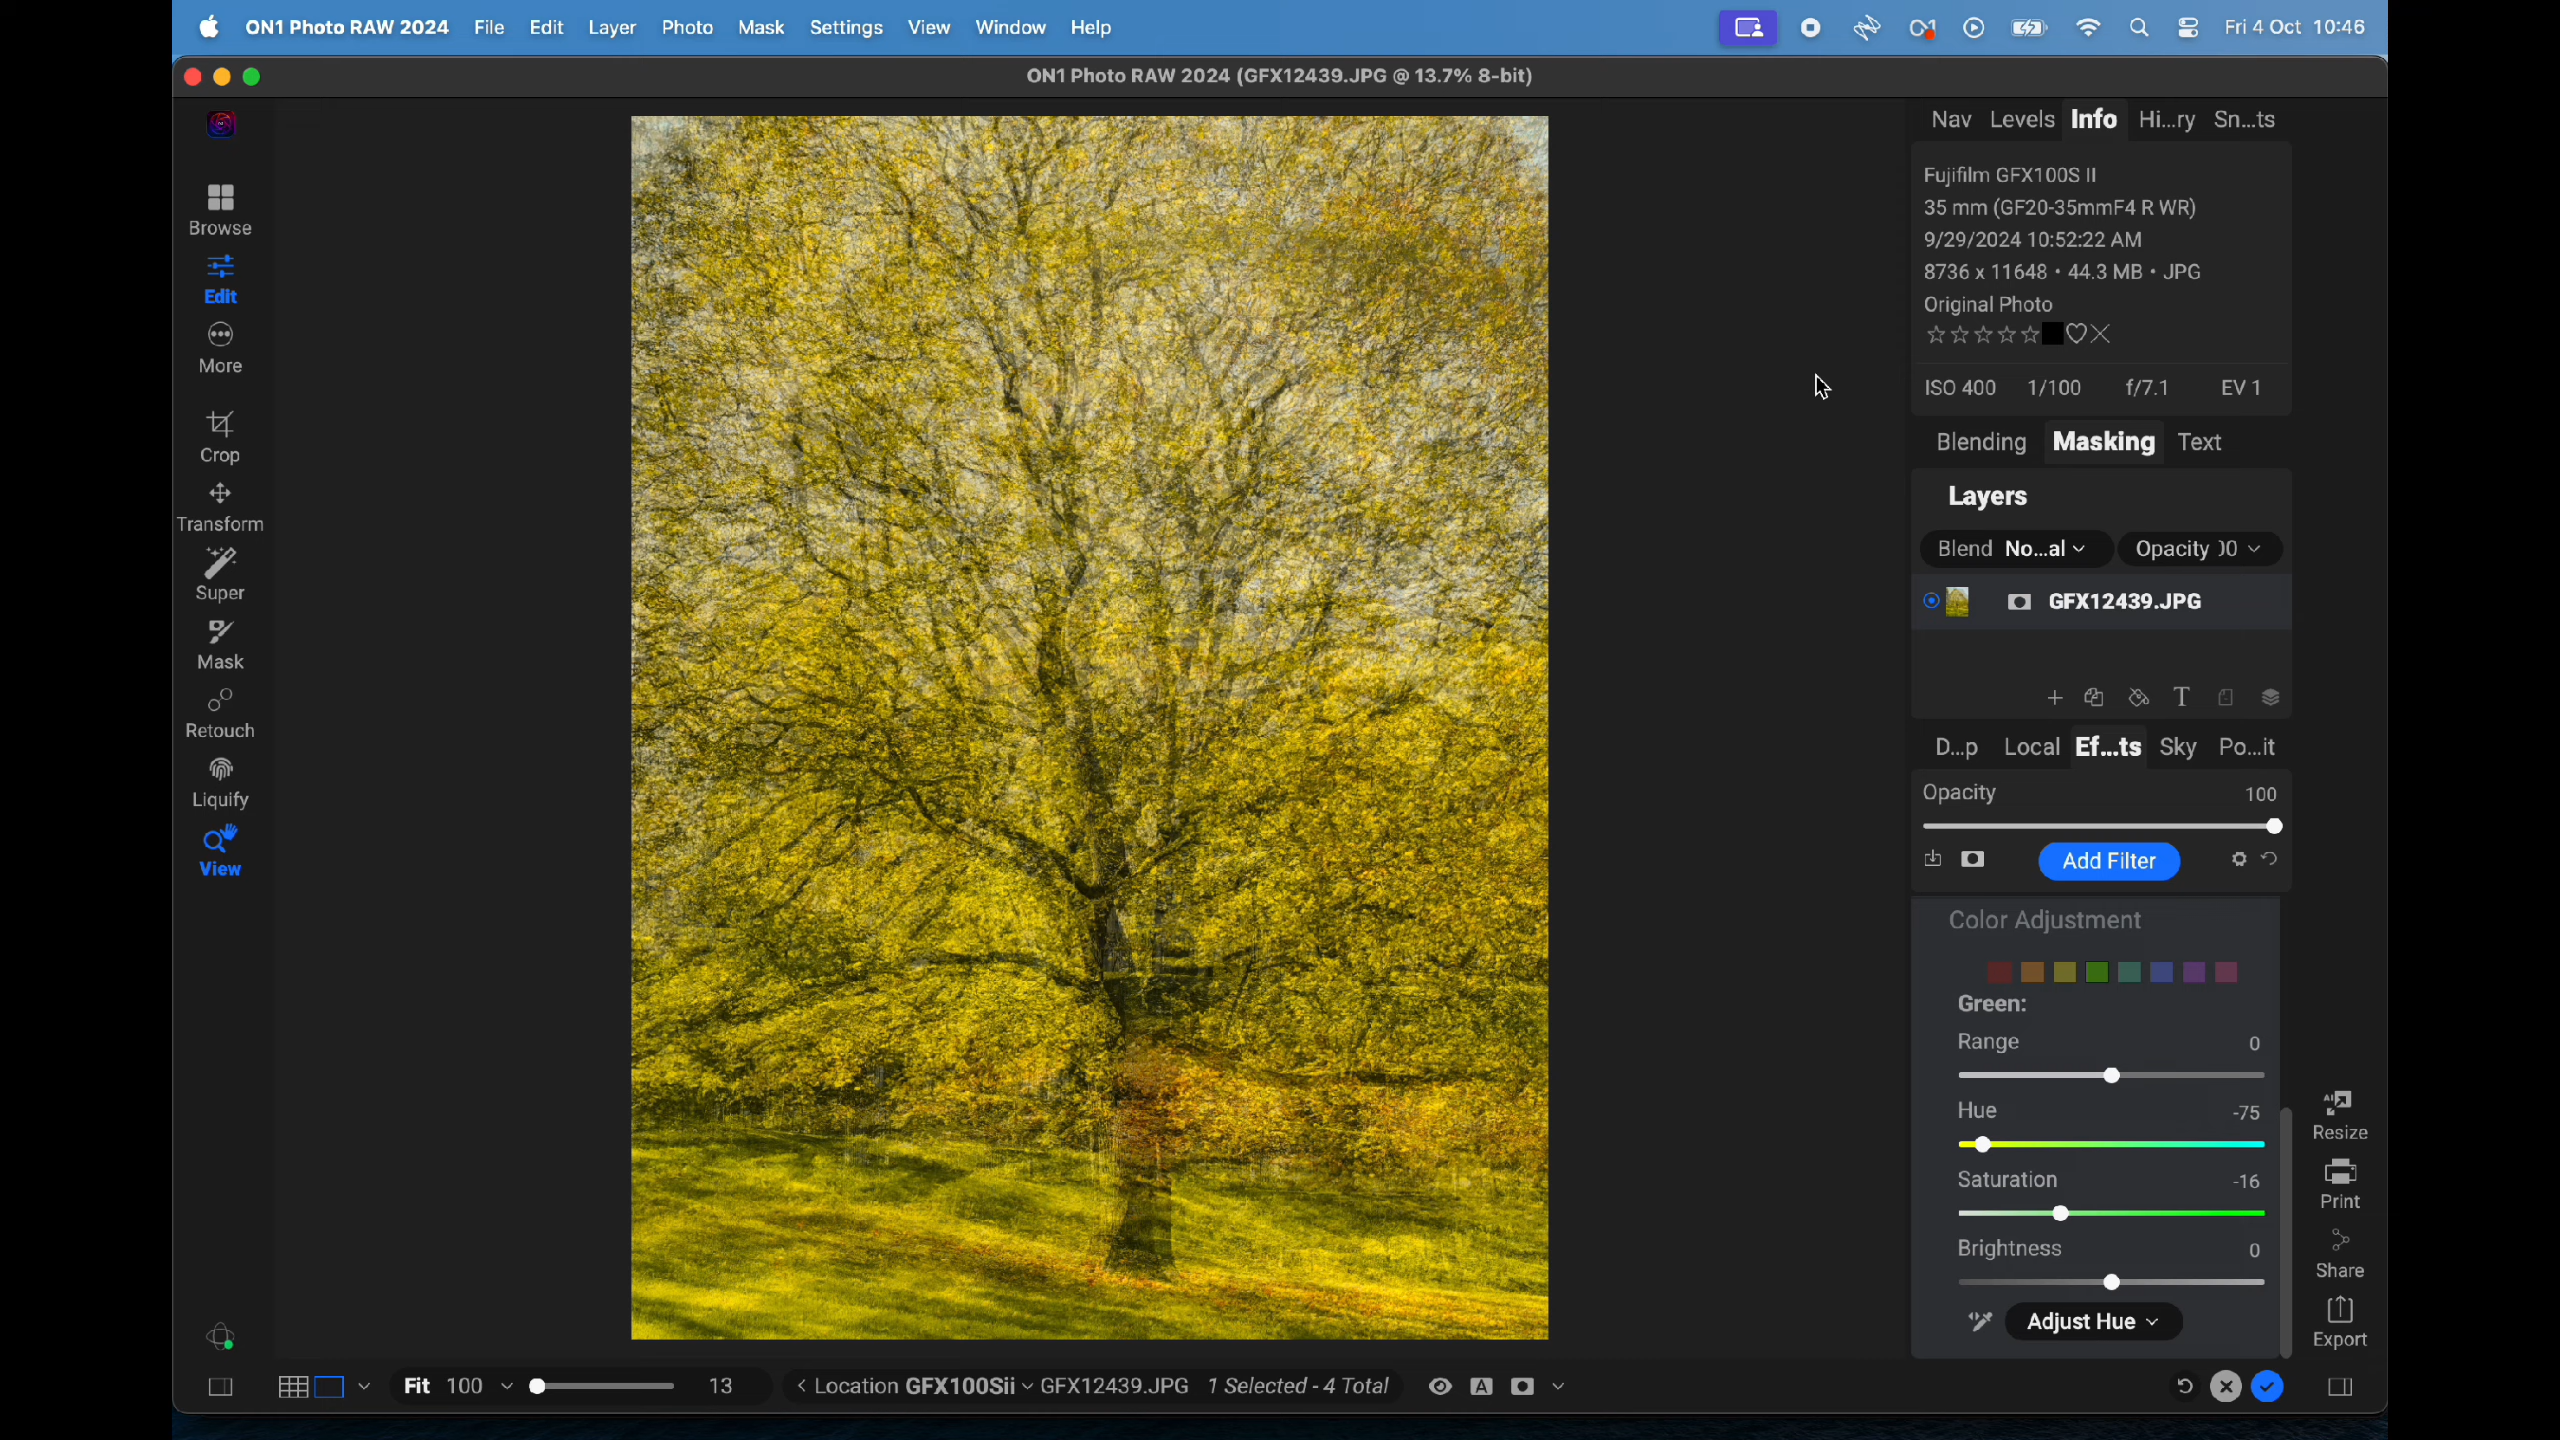 ON1 Photo RAW 2024 File Edit Layer Photo Mask Settings View Window Help Fri 4 Oct 10:46
ON1 Photo RAW 2024 (GFX12439.JPG @ 13.7% 8-bit)
Browse
Edit
More
Crop
Transform
Super
Mask
Retouch
Liquify
View
Nav Levels Info Hi...ry Sn...ts
Fujifilm GFX100S II
35 mm (GF20-35mmF4 R WR)
9/29/2024 10:52:22 AM
8736 x 11648 • 44.3 MB • JPG
Original Photo
ISO 400 1/100 f/7.1 EV 1
Blending Masking Text
Layers
Blend No...al Opacity 00
GFX12439.JPG
T
D...p Local Ef...ts Sky Po...it
Opacity 100
Add Filter
Color Adjustment
Green:
Range 0
Hue -75
Saturation -16
Brightness 0
Adjust Hue
AI
Resize
Print
Share
Export
Fit 100 13 < Location GFX100Sii GFX12439.JPG 1 Selected - 4 Total A